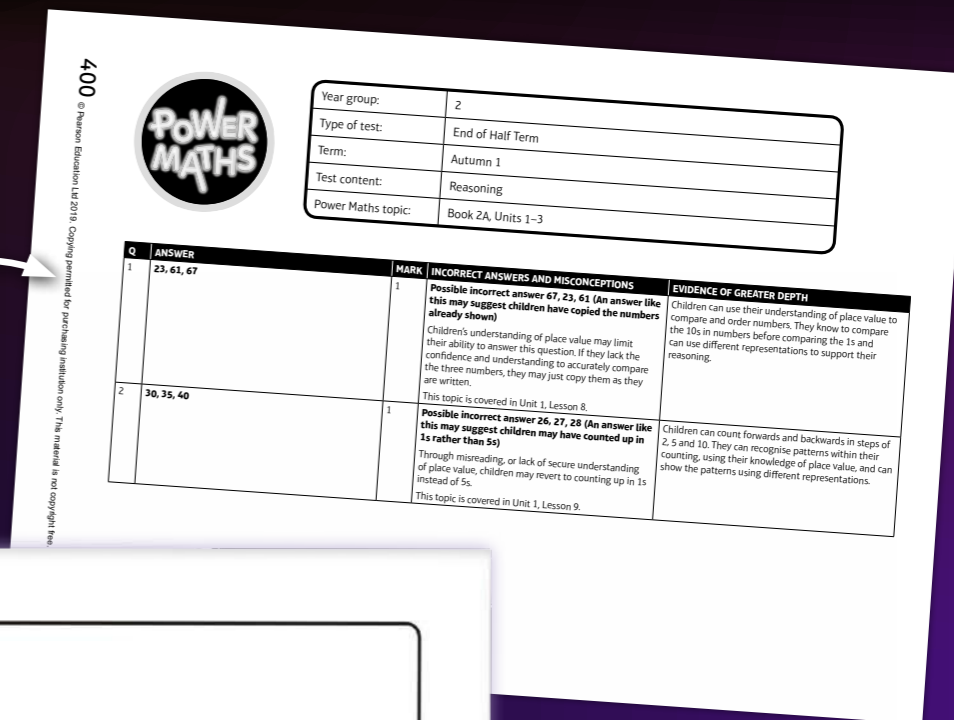 400 © Pearson Education Ltd 2019. Copying permitted for purchasing institution only. This material is not copyright free.
POWER
MATHS
Year group: 2
Type of test: End of Half Term
Term: Autumn 1
Test content: Reasoning
Power Maths topic: Book 2A, Units 1–3
Q ANSWER MARK INCORRECT ANSWERS AND MISCONCEPTIONS EVIDENCE OF GREATER DEPTH
1 23, 61, 67
1
Possible incorrect answer 67, 23, 61 (An answer like
this may suggest children have copied the numbers
already shown)
Children's understanding of place value may limit
their ability to answer this question. If they lack the
confidence and understanding to accurately compare
the three numbers, they may just copy them as they
are written.
This topic is covered in Unit 1, Lesson 8.
Children can use their understanding of place value to
compare and order numbers. They know to compare
the 10s in numbers before comparing the 1s and
can use different representations to support their
reasoning.
2 30, 35, 40
1
Possible incorrect answer 26, 27, 28 (An answer like
this may suggest children may have counted up in
1s rather than 5s)
Through misreading, or lack of secure understanding
of place value, children may revert to counting up in 1s
instead of 5s.
This topic is covered in Unit 1, Lesson 9.
Children can count forwards and backwards in steps of
2, 5 and 10. They can recognise patterns within their
counting, using their knowledge of place value, and can
show the patterns using different representations.